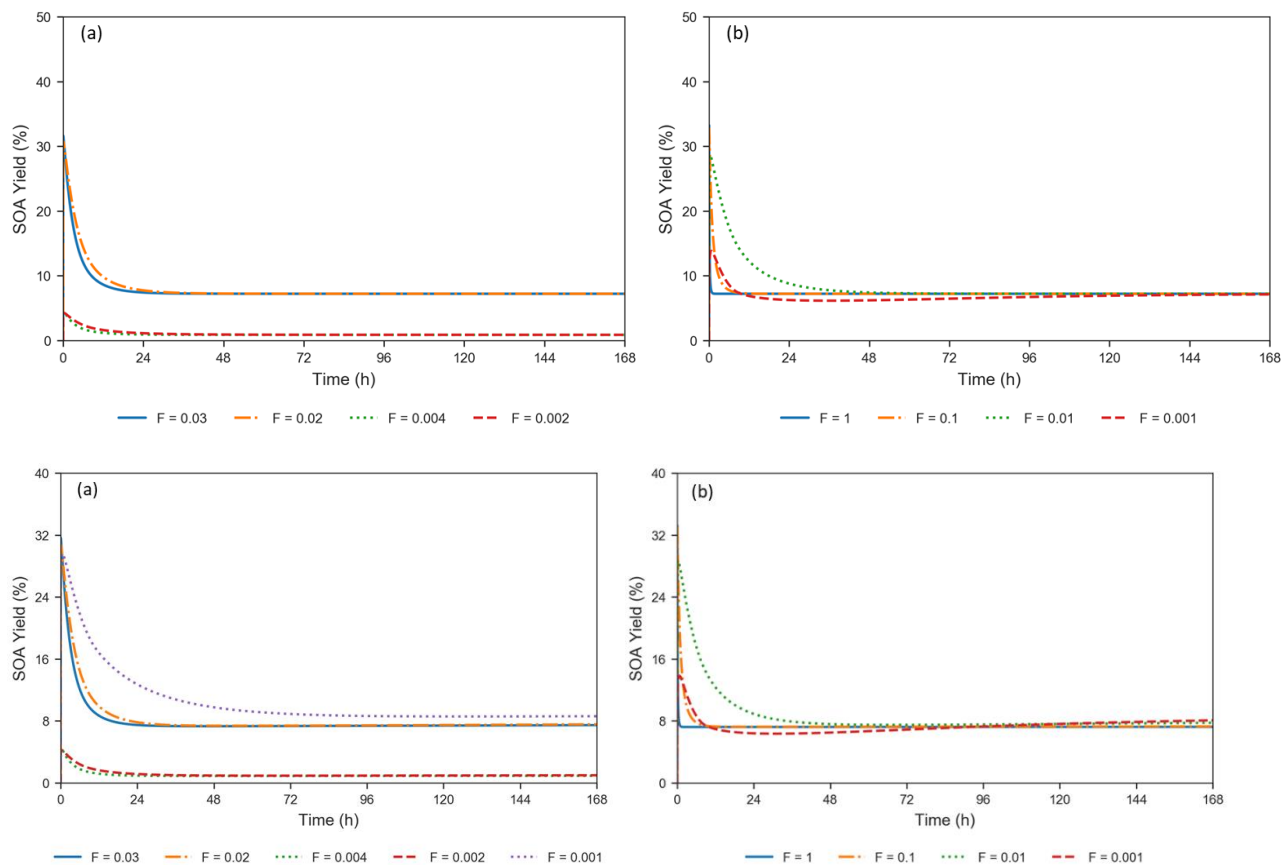 (a)
SOA Yield (%)
50
40
30
20
10
0
0 24 48 72 96 120 144 168
Time (h)
F = 0.03 F = 0.02 F = 0.004 F = 0.002
(b)
SOA Yield (%)
50
40
30
20
10
0
0 24 48 72 96 120 144 168
Time (h)
F = 1 F = 0.1 F = 0.01 F = 0.001
(a)
SOA Yield (%)
40
32
24
16
8
0
0 24 48 72 96 120 144 168
Time (h)
F = 0.03 F = 0.02 F = 0.004 F = 0.002 F = 0.001
(b)
SOA Yield (%)
40
32
24
16
8
0
0 24 48 72 96 120 144 168
Time (h)
F = 1 F = 0.1 F = 0.01 F = 0.001